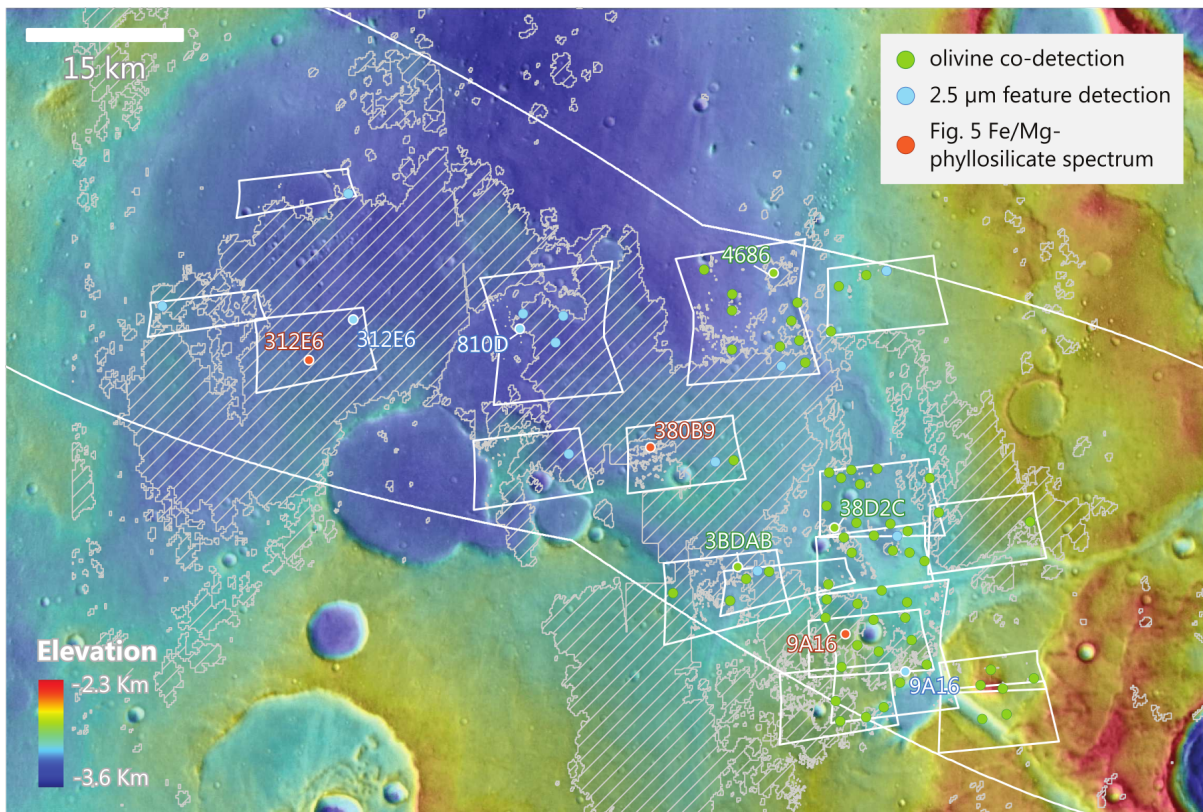 15 km
olivine co-detection
2.5 µm feature detection
Fig. 5 Fe/Mg-
phyllosilicate spectrum
4686
312E6
312E6
810D
380B9
38D2C
3BDAB
9A16
9A16
Elevation
-2.3 Km
-3.6 Km